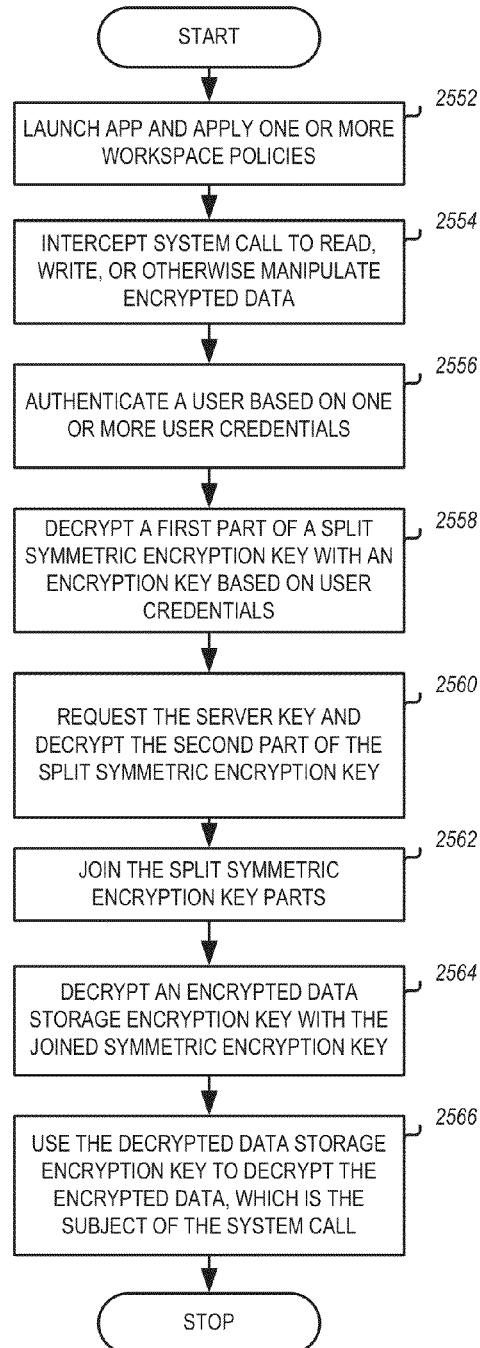 START
2552
LAUNCH APP AND APPLY ONE OR MORE
WORKSPACE POLICIES
2554
INTERCEPT SYSTEM CALL TO READ,
WRITE, OR OTHERWISE MANIPULATE
ENCRYPTED DATA
2556
AUTHENTICATE A USER BASED ON ONE
OR MORE USER CREDENTIALS
2558
DECRYPT A FIRST PART OF A SPLIT
SYMMETRIC ENCRYPTION KEY WITH AN
ENCRYPTION KEY BASED ON USER
CREDENTIALS
2560
REQUEST THE SERVER KEY AND
DECRYPT THE SECOND PART OF THE
SPLIT SYMMETRIC ENCRYPTION KEY
2562
JOIN THE SPLIT SYMMETRIC
ENCRYPTION KEY PARTS
2564
DECRYPT AN ENCRYPTED DATA
STORAGE ENCRYPTION KEY WITH THE
JOINED SYMMETRIC ENCRYPTION KEY
2566
USE THE DECRYPTED DATA STORAGE
ENCRYPTION KEY TO DECRYPT THE
ENCRYPTED DATA, WHICH IS THE
SUBJECT OF THE SYSTEM CALL
STOP